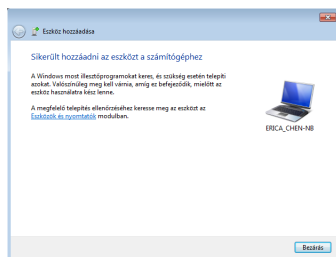 Eszköz hozzáadása
Sikerült hozzáadni az eszközt a számítógéphez
A Windows most illesztőprogramokat keres, és szükség esetén telepíti
azokat. Valószínűleg meg kell várnia, amíg ez befejeződik, mielőtt az
eszköz használatra kész lenne.
A megfelelő telepítés ellenőrzéséhez keresse meg az eszközt az
Eszközök és nyomtatók modulban.
ERICA_CHEN-NB
Bezárás